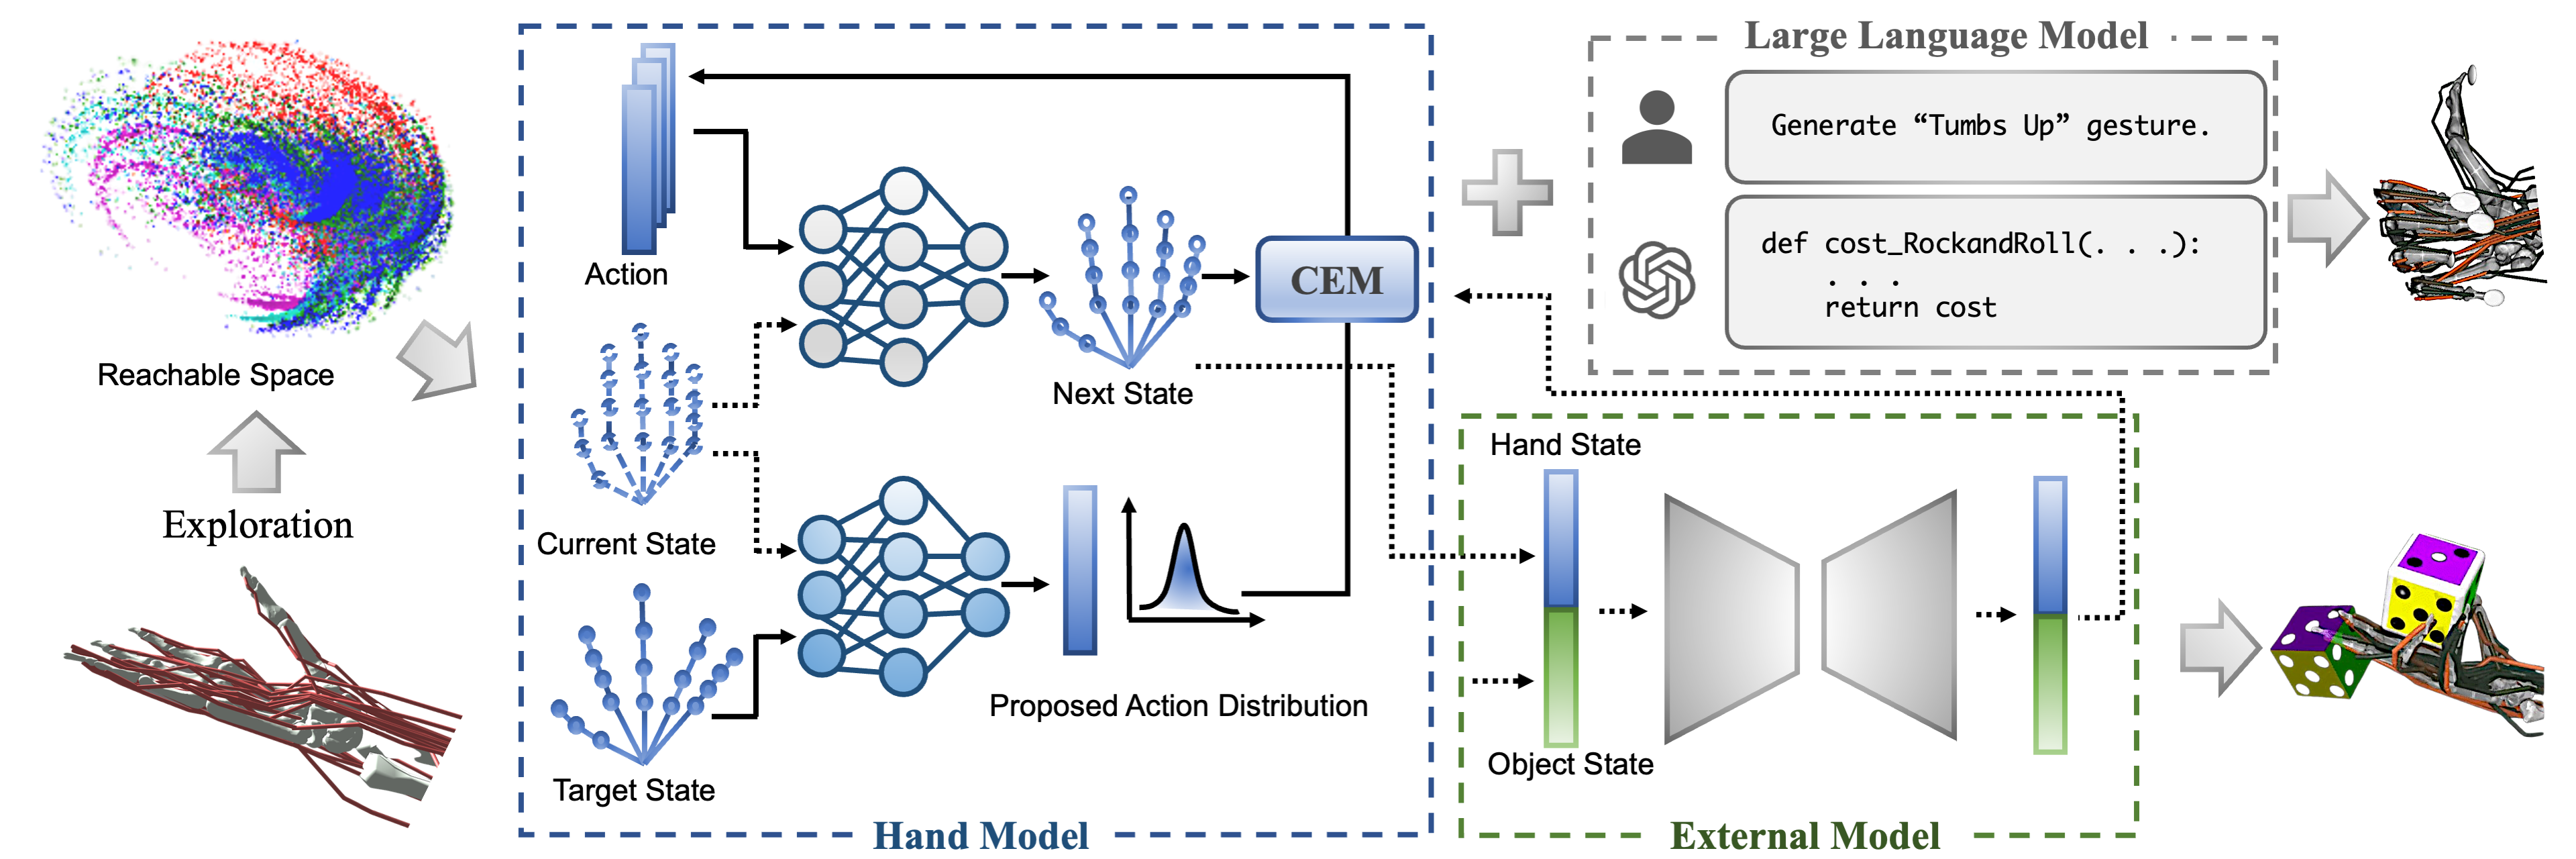 Reachable Space
Exploration
Action
Current State
Target State
Next State
CEM
Proposed Action Distribution
Hand Model
Large Language Model
Generate “Tumbs Up” gesture.
def cost_RockandRoll(. . .):
. . .
return cost
Hand State
Object State
External Model